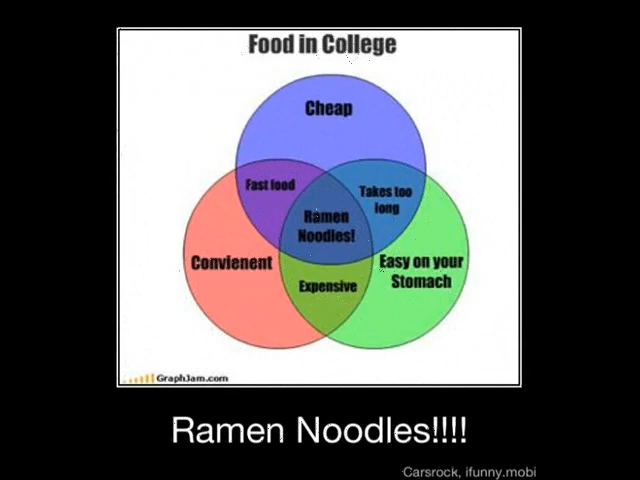 Food in College
Cheap
Fast food
Takes too
long
Ramen
Noodles!
Convienent
Easy on your
Stomach
Expensive
GraphJam.com
Ramen Noodles!!!!
Carsrock, ifunny.mobi